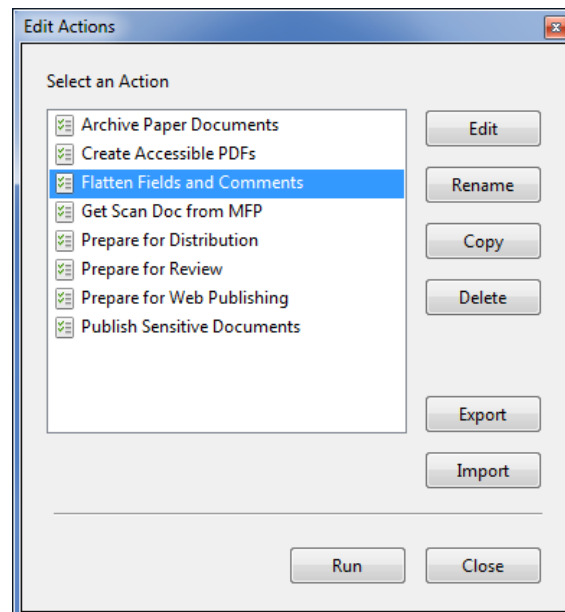 Edit Actions
Select an Action
Archive Paper Documents
Create Accessible PDFs
Flatten Fields and Comments
Get Scan Doc from MFP
Prepare for Distribution
Prepare for Review
Prepare for Web Publishing
Publish Sensitive Documents
Edit
Rename
Copy
Delete
Export
Import
Run
Close